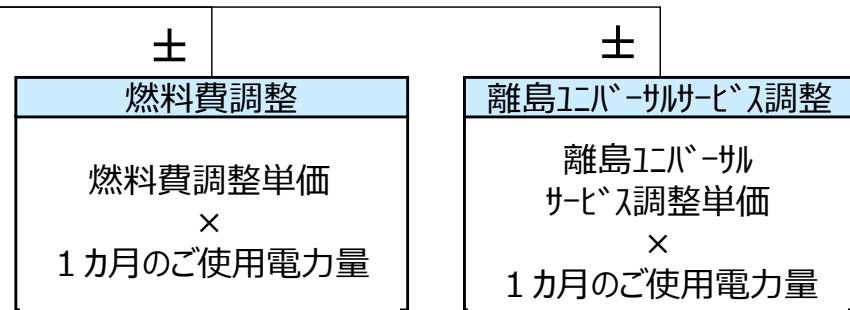 ±
燃料費調整
燃料費調整単価
×
１カ月のご使用電力量
±
離島ﾕﾆﾊﾞｰｻﾙｻｰﾋﾞｽ調整
離島ﾕﾆﾊﾞｰｻﾙ
ｻｰﾋﾞｽ調整単価
×
１カ月のご使用電力量